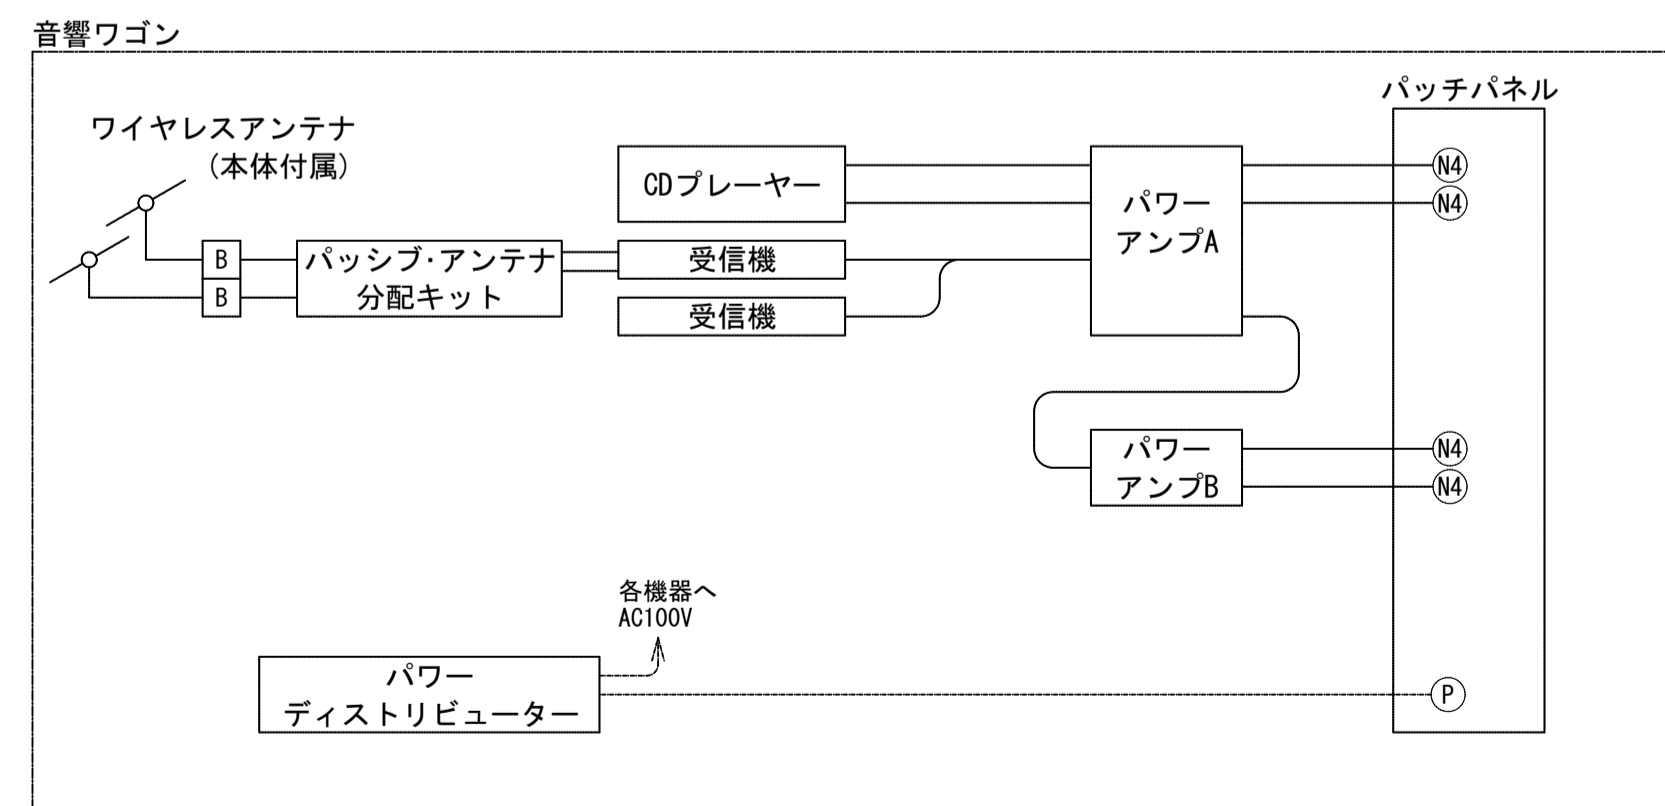 音響ワゴン
パッチパネル
ワイヤレスアンテナ
(本体付属)
CDプレーヤー
パワー
アンプA
N4
N4
B
パッシブ・アンテナ
分配キット
B
受信機
受信機
パワー
アンプB
N4
N4
各機器へ
AC100V
パワー
ディストリビューター
P